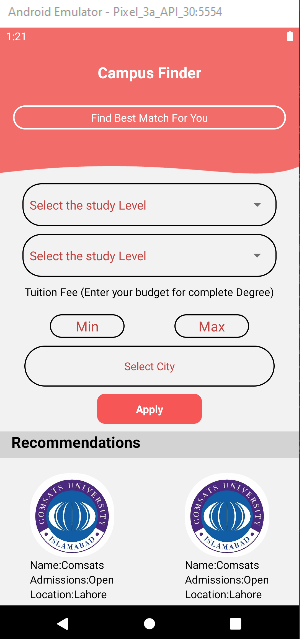 Android Emulator - Pixel_3a_API_30:5554
1:21
Campus Finder
Find Best Match For You
Select the study Level
Select the study Level
Tuition Fee (Enter your budget for complete Degree)
Min Max
Select City
Apply
Recommendations
COMSATS UNIVERSITY ISLAMABAD COMSATS UNIVERSITY ISLAMABAD
Name:Comsats Name:Comsats
Admissions:Open Admissions:Open
Location:Lahore Location:Lahore